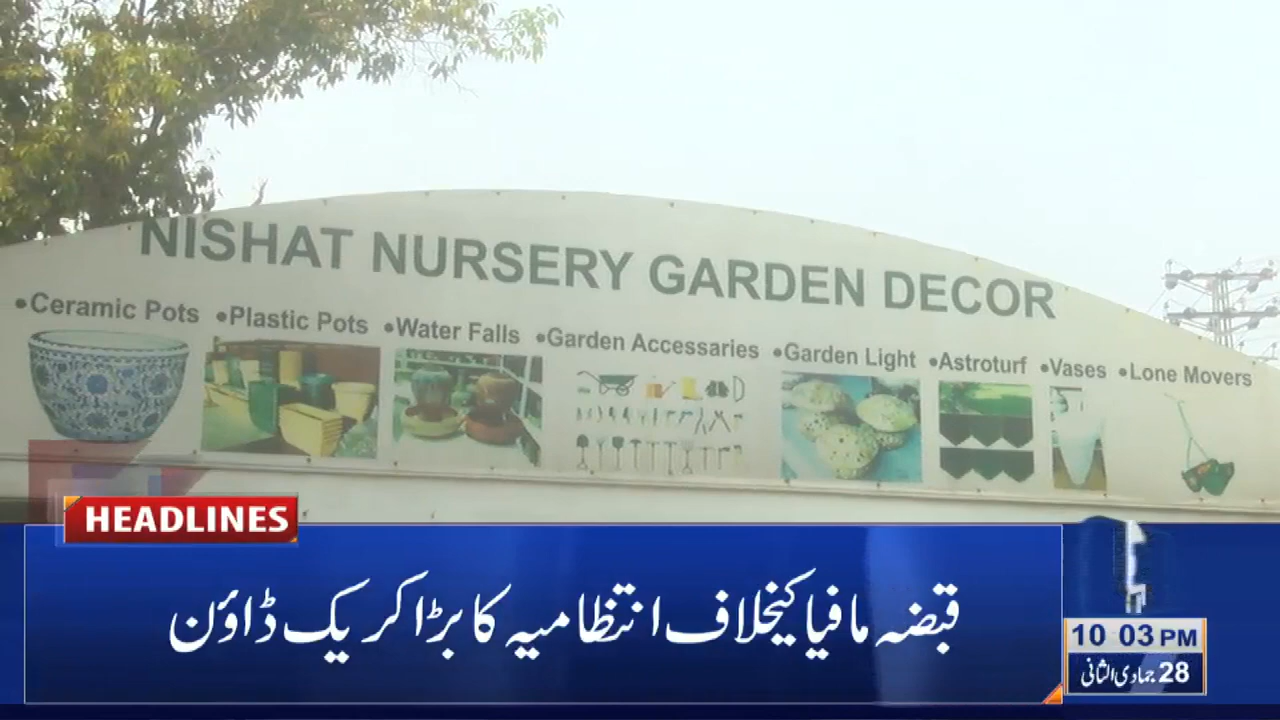 NISHAT NURSERY GARDEN DECOR
•Ceramic Pots •Plastic Pots •Water Falls •Garden Accessaries •Garden Light •Astroturf •Vases •Lone Movers
HEADLINES
قبضہ مافیا کیخلاف انتظامیہ کا بڑا کریک ڈاؤن
10 03 PM
28 جمادی الثانی